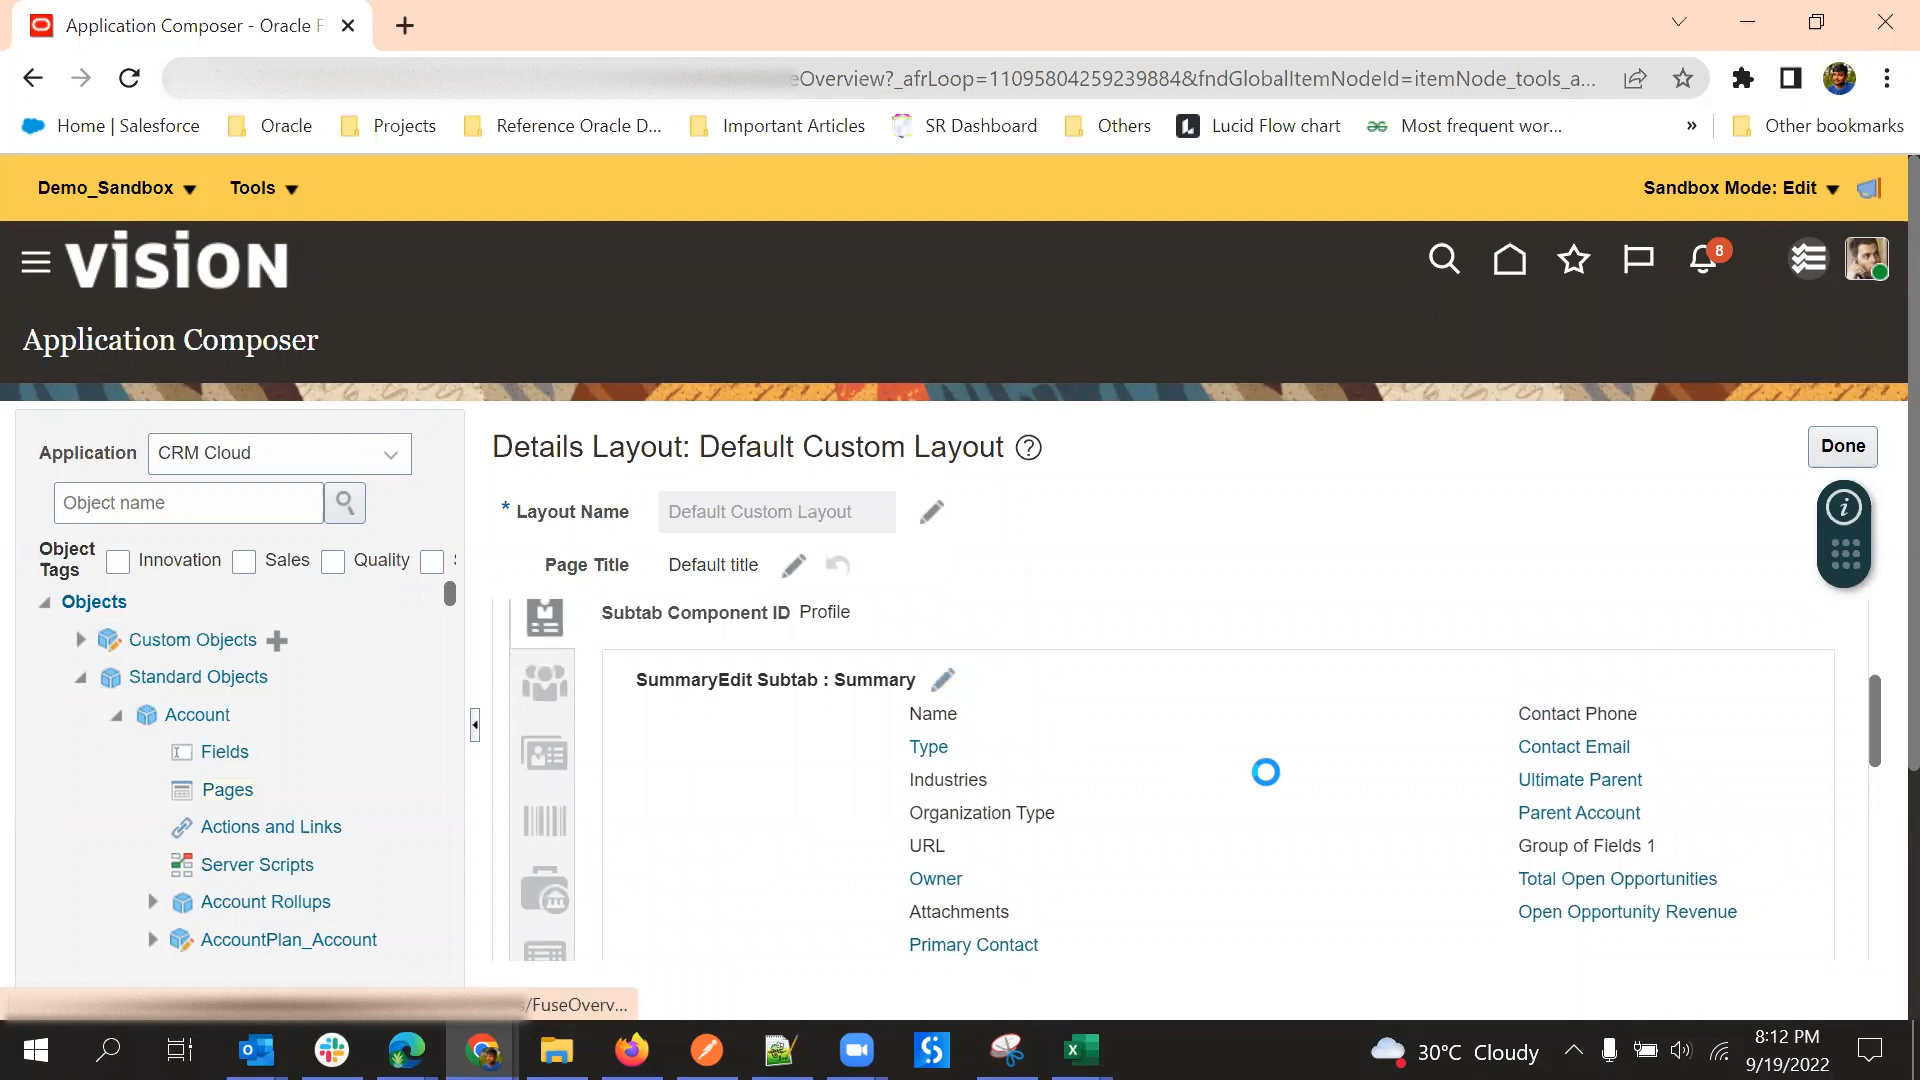 Application Composer - Oracle F
eOverview?_afrLoop=11095804259239884&fndGlobalItemNodeId=itemNode_tools_a...
Home | Salesforce
Oracle
Projects
Reference Oracle D...
Important Articles
SR Dashboard
Others
Lucid Flow chart
Most frequent wor...
»
Other bookmarks
Demo_Sandbox
Tools
Sandbox Mode: Edit
vision
8
Application Composer
Application
CRM Cloud
Object name
Object Tags
Innovation
Sales
Quality
Objects
Custom Objects
Standard Objects
Account
Fields
Pages
Actions and Links
Server Scripts
Account Rollups
AccountPlan_Account
Details Layout: Default Custom Layout
Done
* Layout Name
Default Custom Layout
Page Title
Default title
Subtab Component ID Profile
SummaryEdit Subtab : Summary
Name
Type
Industries
Organization Type
URL
Owner
Attachments
Primary Contact
Contact Phone
Contact Email
Ultimate Parent
Parent Account
Group of Fields 1
Total Open Opportunities
Open Opportunity Revenue
s/FuseOverv...
30°C Cloudy
8:12 PM
9/19/2022